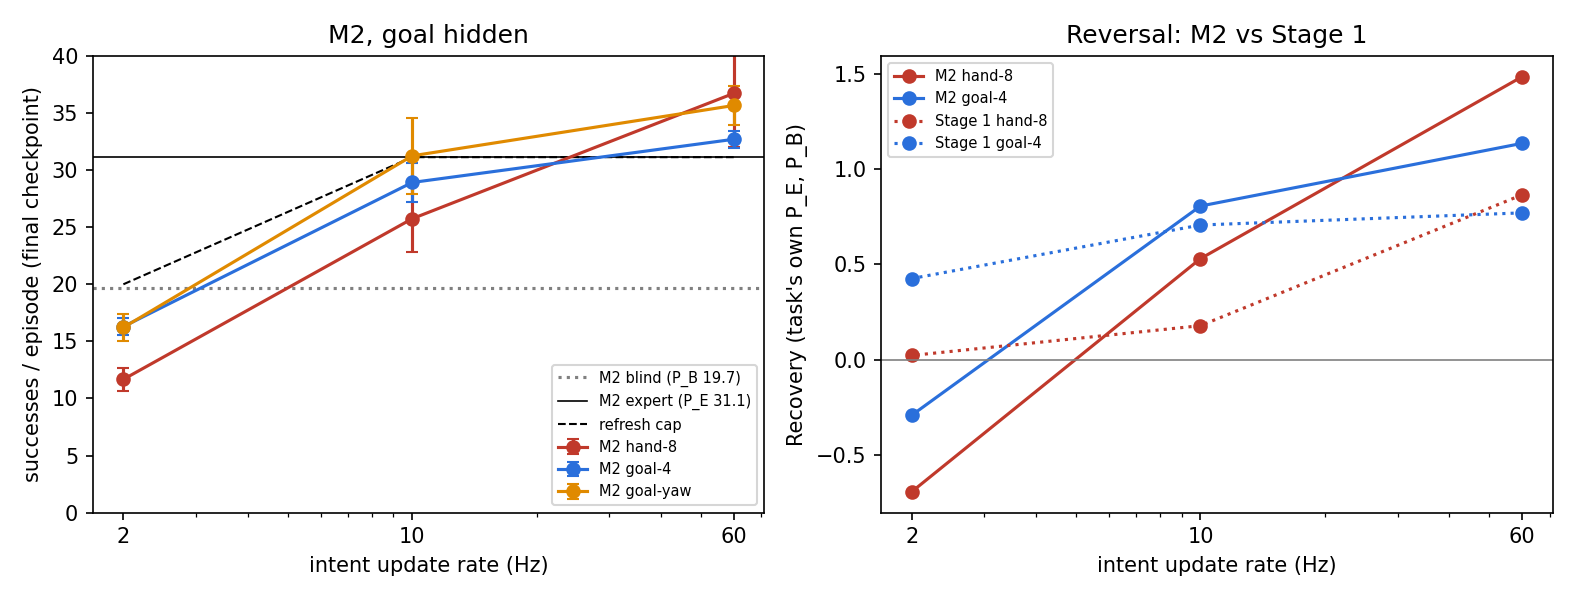 M2, goal hidden
successes / episode (final checkpoint)
40
35
30
25
20
15
10
5
0
2
10
60
intent update rate (Hz)
M2 blind (P_B 19.7)
M2 expert (P_E 31.1)
refresh cap
M2 hand-8
M2 goal-4
M2 goal-yaw
Reversal: M2 vs Stage 1
Recovery (task's own P_E, P_B)
1.5
1.0
0.5
0.0
−0.5
2
10
60
intent update rate (Hz)
M2 hand-8
M2 goal-4
Stage 1 hand-8
Stage 1 goal-4